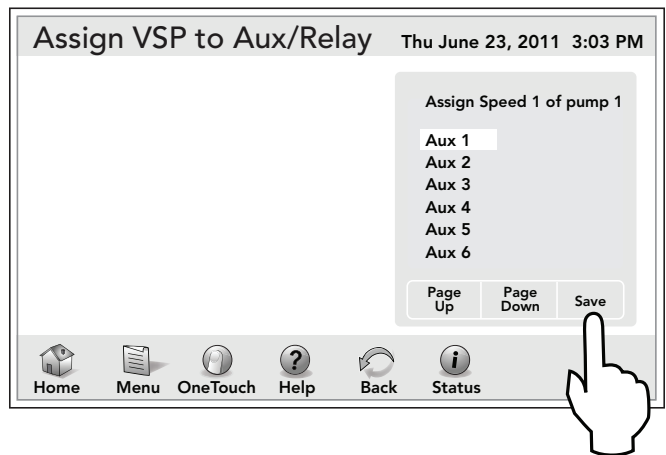 Assign VSP to Aux/Relay Thu June 23, 2011 3:03 PM
Assign Speed 1 of pump 1
Aux 1
Aux 2
Aux 3
Aux 4
Aux 5
Aux 6
Page Up
Page Down
Save
Home Menu OneTouch Help Back Status